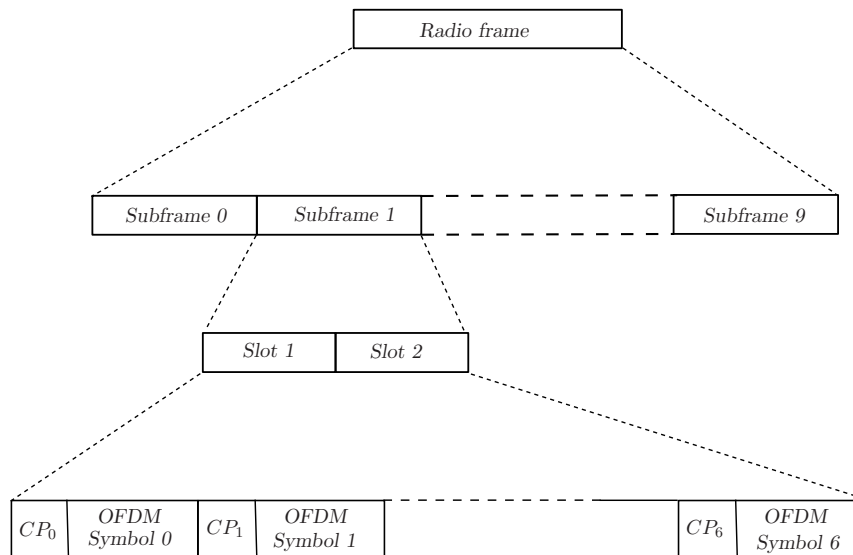 Radio frame
Subframe 0 Subframe 1 Subframe 9
Slot 1 Slot 2
CP₀ OFDM Symbol 0 CP₁ OFDM Symbol 1 CP₆ OFDM Symbol 6